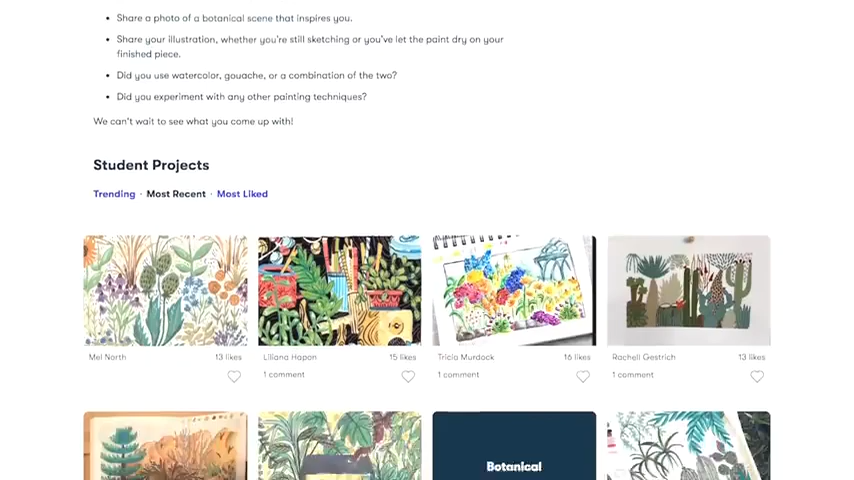 Share a photo of a botanical scene that inspires you.
Share your illustration, whether you're still sketching or you've let the paint dry on your
finished piece.
Did you use watercolor, gouache, or a combination of the two?
Did you experiment with any other painting techniques?
We can't wait to see what you come up with!
Student Projects
Trending · Most Recent · Most Liked
Mel North 13 likes
Liliana Hapon 15 likes
1 comment
Tricia Murdock 16 likes
1 comment
Rachell Gestrich 13 likes
1 comment
Botanical